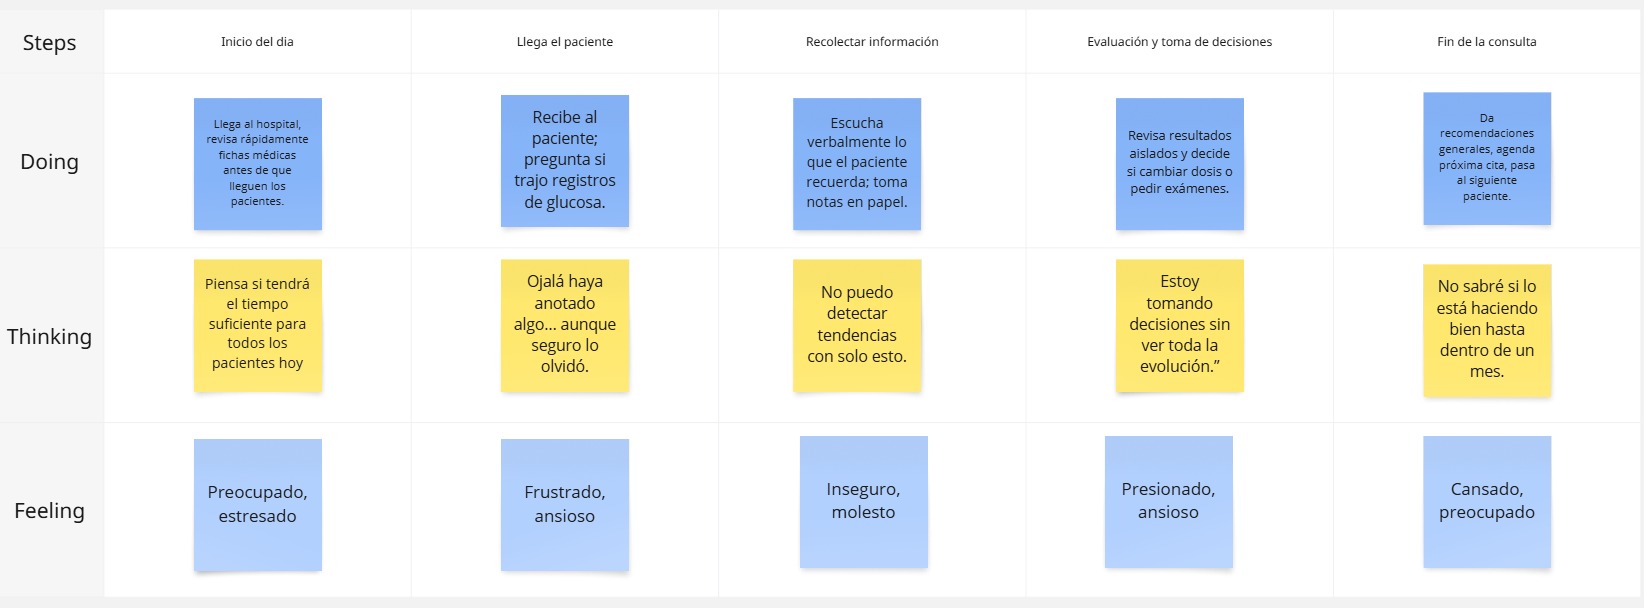 Steps
Inicio del dia
Llega el paciente
Recolectar información
Evaluación y toma de decisiones
Fin de la consulta
Doing
Llega al hospital,
revisa rápidamente
fichas médicas
antes de que
lleguen los
pacientes.
Recibe al
paciente;
pregunta si
trajo registros
de glucosa.
Escucha
verbalmente lo
que el paciente
recuerda; toma
notas en papel.
Revisa resultados
aislados y decide
si cambiar dosis o
pedir exámenes.
Da
recomendaciones
generales, agenda
próxima cita, pasa
al siguiente
paciente.
Thinking
Piensa si tendrá
el tiempo
suficiente para
todos los
pacientes hoy
Ojalá haya
anotado
algo... aunque
seguro lo
olvidó.
No puedo
detectar
tendencias
con solo esto.
Estoy
tomando
decisiones sin
ver toda la
evolución.”
No sabré si lo
está haciendo
bien hasta
dentro de un
mes.
Feeling
Preocupado,
estresado
Frustrado,
ansioso
Inseguro,
molesto
Presionado,
ansioso
Cansado,
preocupado